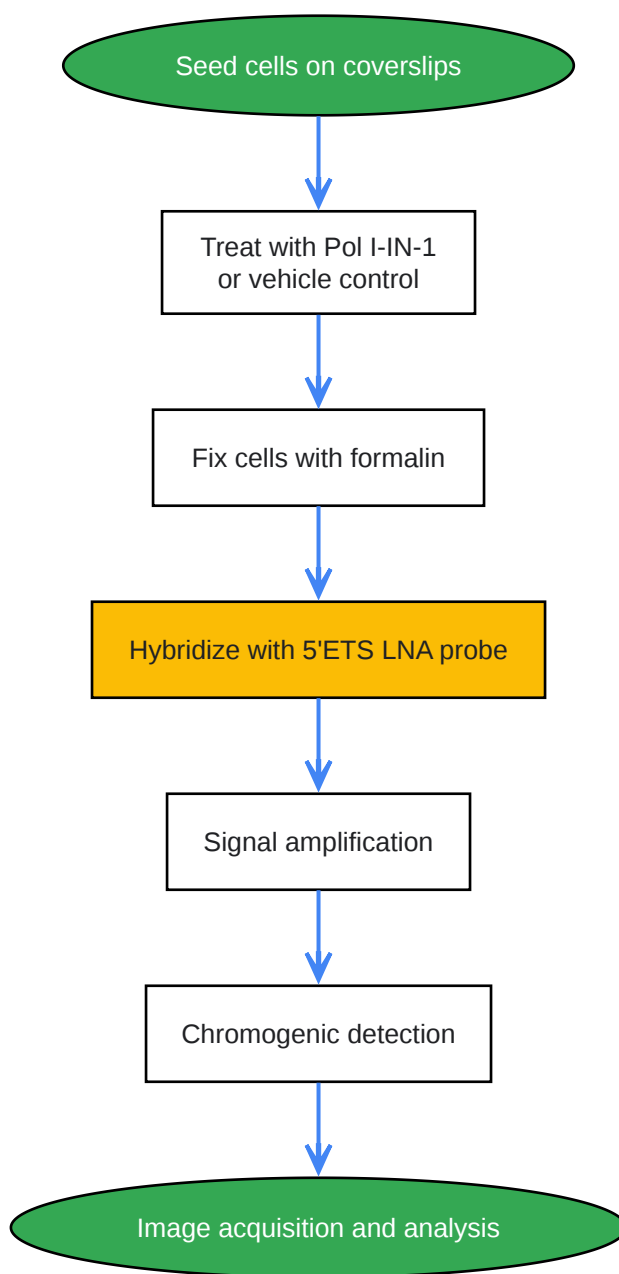 Seed cells on coverslips
Treat with Pol I-IN-1
or vehicle control
Fix cells with formalin
Hybridize with 5'ETS LNA probe
Signal amplification
Chromogenic detection
Image acquisition and analysis